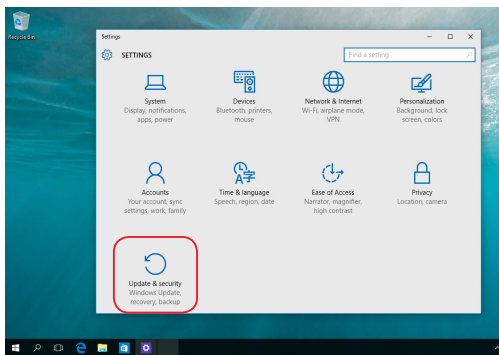 Recycle Bin
Settings
SETTINGS
Find a setting
System
Display, notifications,
apps, power
Devices
Bluetooth, printers,
mouse
Network & Internet
Wi-Fi, airplane mode,
VPN
Personalization
Background, lock
screen, colors
Accounts
Your account, sync
settings, work, family
Time & language
Speech, region, date
Ease of Access
Narrator, magnifier,
high contrast
Privacy
Location, camera
Update & security
Windows Update,
recovery, backup